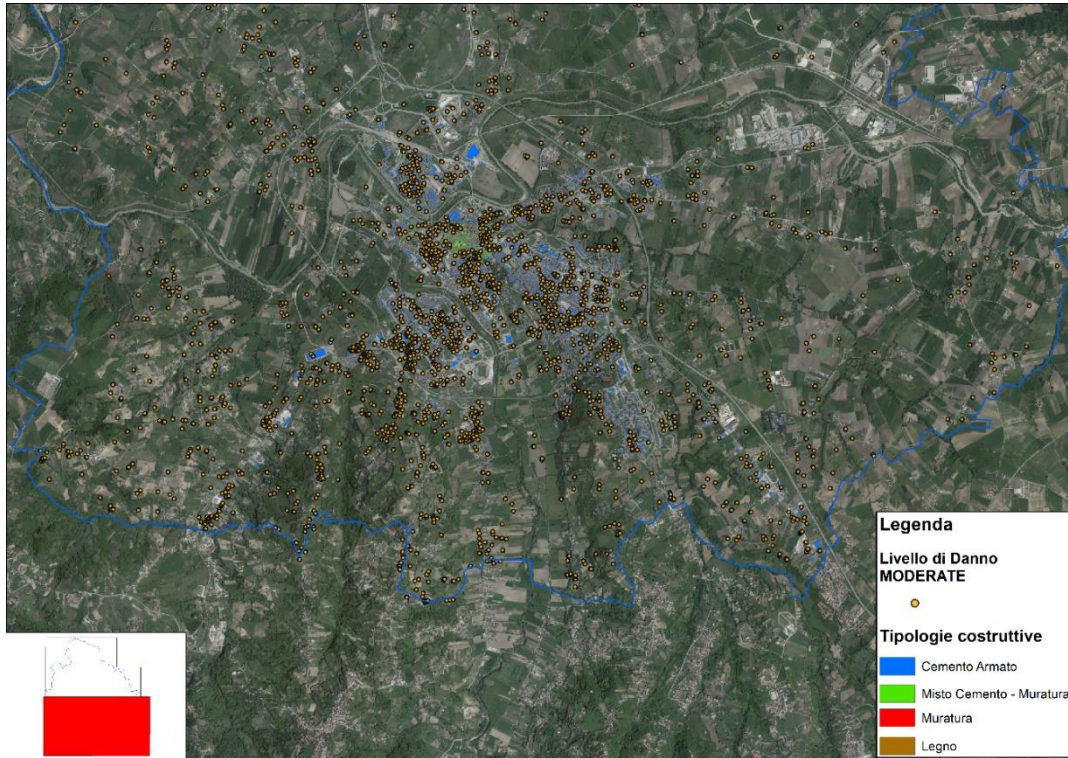 Legenda
Livello di Danno
MODERATE
Tipologie costruttive
Cemento Armato
Misto Cemento - Muratura
Muratura
Legno